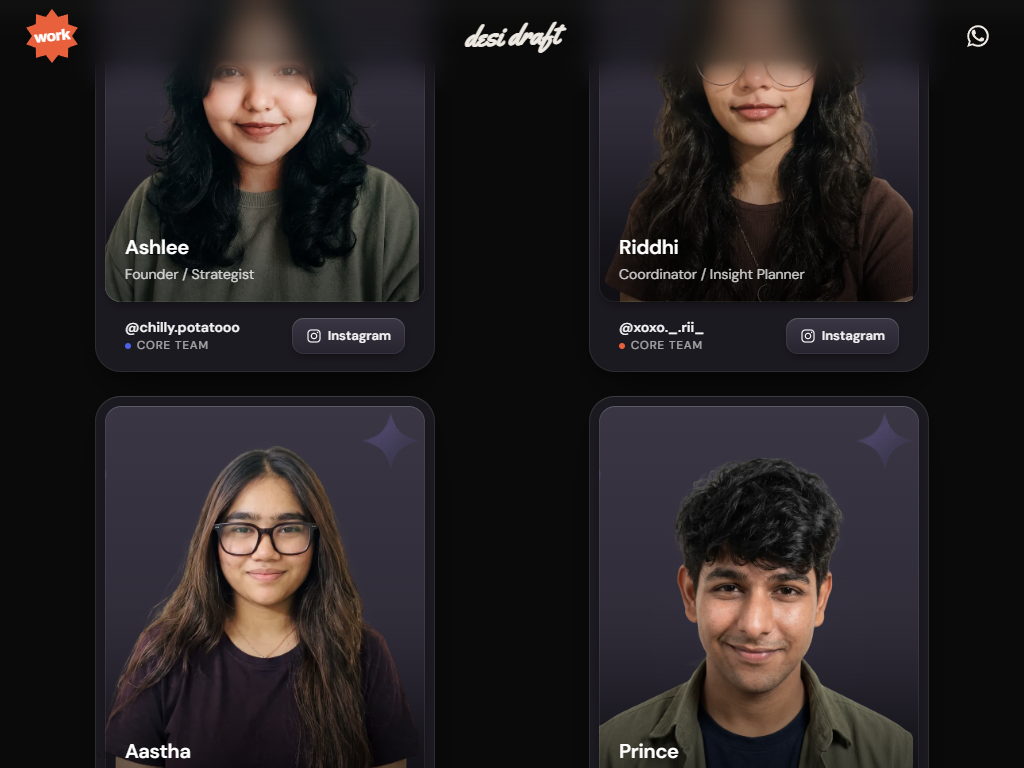 work
desi draft
Ashlee
Founder / Strategist
@chilly.potatooo
CORE TEAM
Instagram
Riddhi
Coordinator / Insight Planner
@xoxo._.rii_
CORE TEAM
Instagram
Aastha
Prince